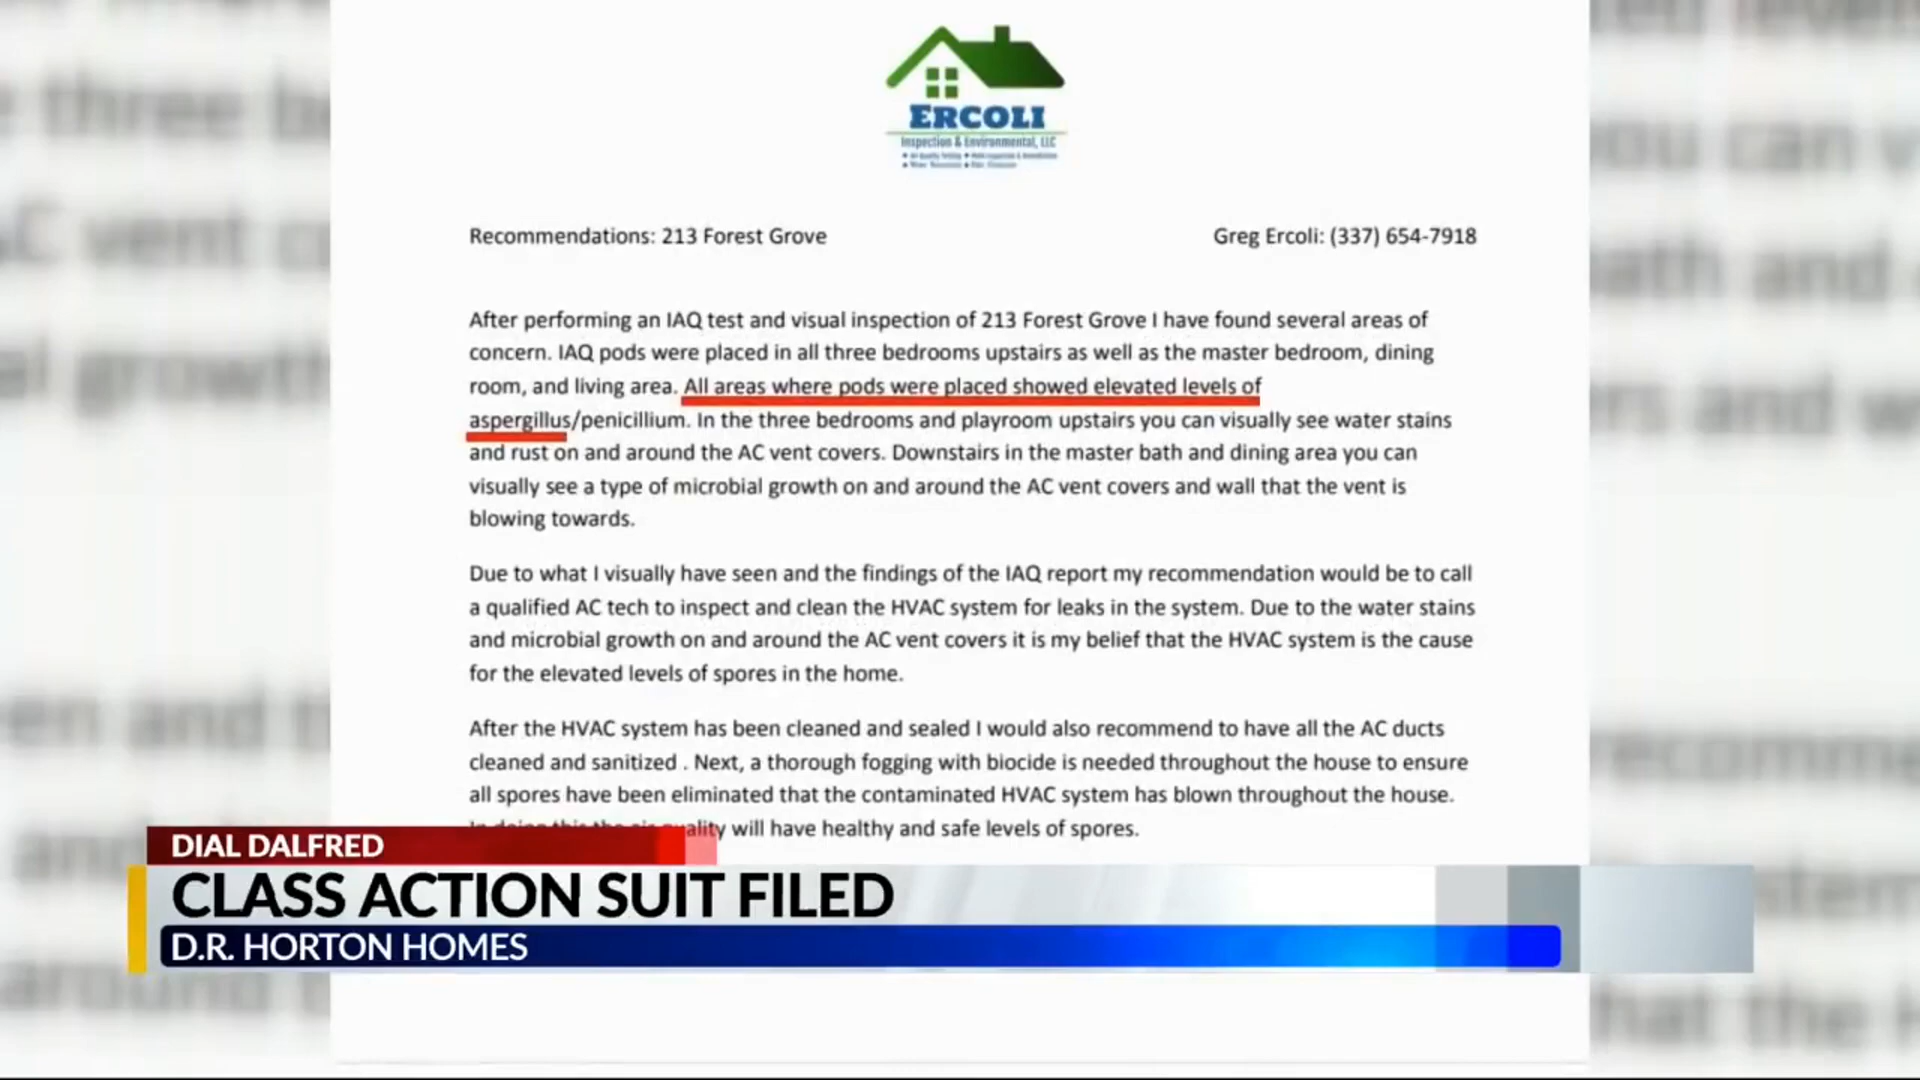 ERCOLI
Inspection & Environmental, LLC
Recommendations: 213 Forest Grove
Greg Ercoli: (337) 654-7918
After performing an IAQ test and visual inspection of 213 Forest Grove I have found several areas of
concern. IAQ pods were placed in all three bedrooms upstairs as well as the master bedroom, dining
room, and living area. All areas where pods were placed showed elevated levels of
aspergillus/penicillium. In the three bedrooms and playroom upstairs you can visually see water stains
and rust on and around the AC vent covers. Downstairs in the master bath and dining area you can
visually see a type of microbial growth on and around the AC vent covers and wall that the vent is
blowing towards.
Due to what I visually have seen and the findings of the IAQ report my recommendation would be to call
a qualified AC tech to inspect and clean the HVAC system for leaks in the system. Due to the water stains
and microbial growth on and around the AC vent covers it is my belief that the HVAC system is the cause
for the elevated levels of spores in the home.
After the HVAC system has been cleaned and sealed I would also recommend to have all the AC ducts
cleaned and sanitized . Next, a thorough fogging with biocide is needed throughout the house to ensure
all spores have been eliminated that the contaminated HVAC system has blown throughout the house.
will have healthy and safe levels of spores.
DIAL DALFRED
CLASS ACTION SUIT FILED
D.R. HORTON HOMES